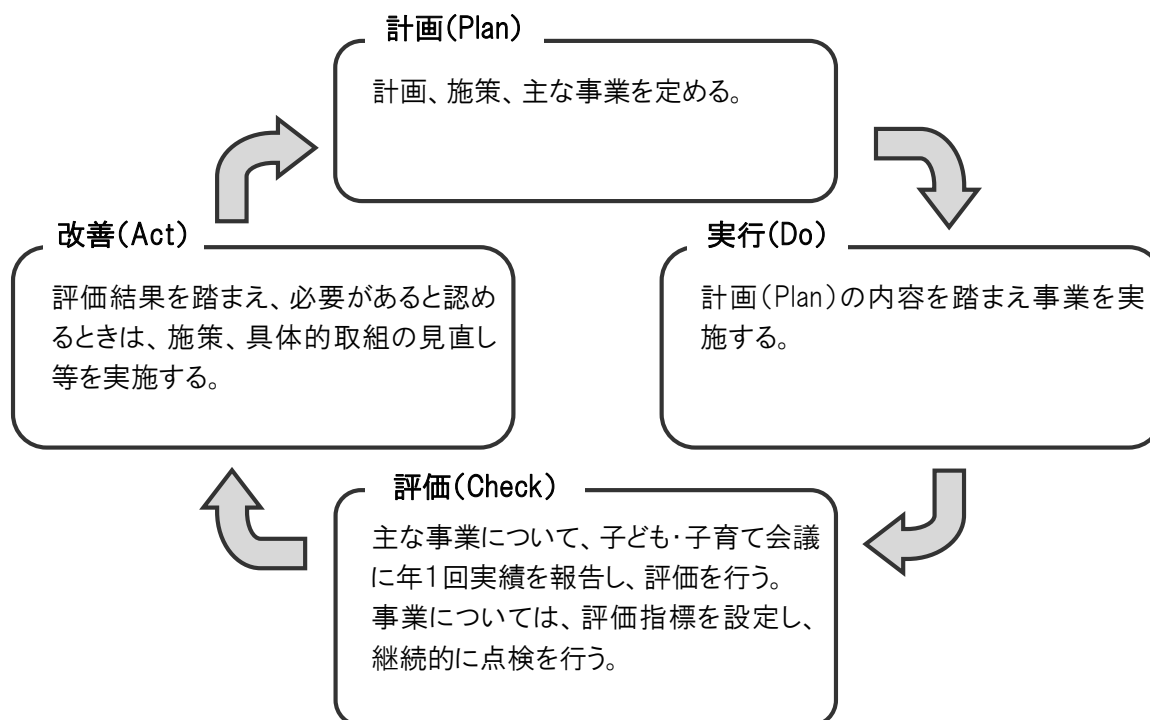 計画(Plan)
計画、施策、主な事業を定める。
改善(Act)
評価結果を踏まえ、必要があると認め
るときは、施策、具体的取組の見直し
等を実施する。
実行(Do)
計画(Plan)の内容を踏まえ事業を実
施する。
評価(Check)
主な事業について、子ども・子育て会議
に年1回実績を報告し、評価を行う。
事業については、評価指標を設定し、
継続的に点検を行う。